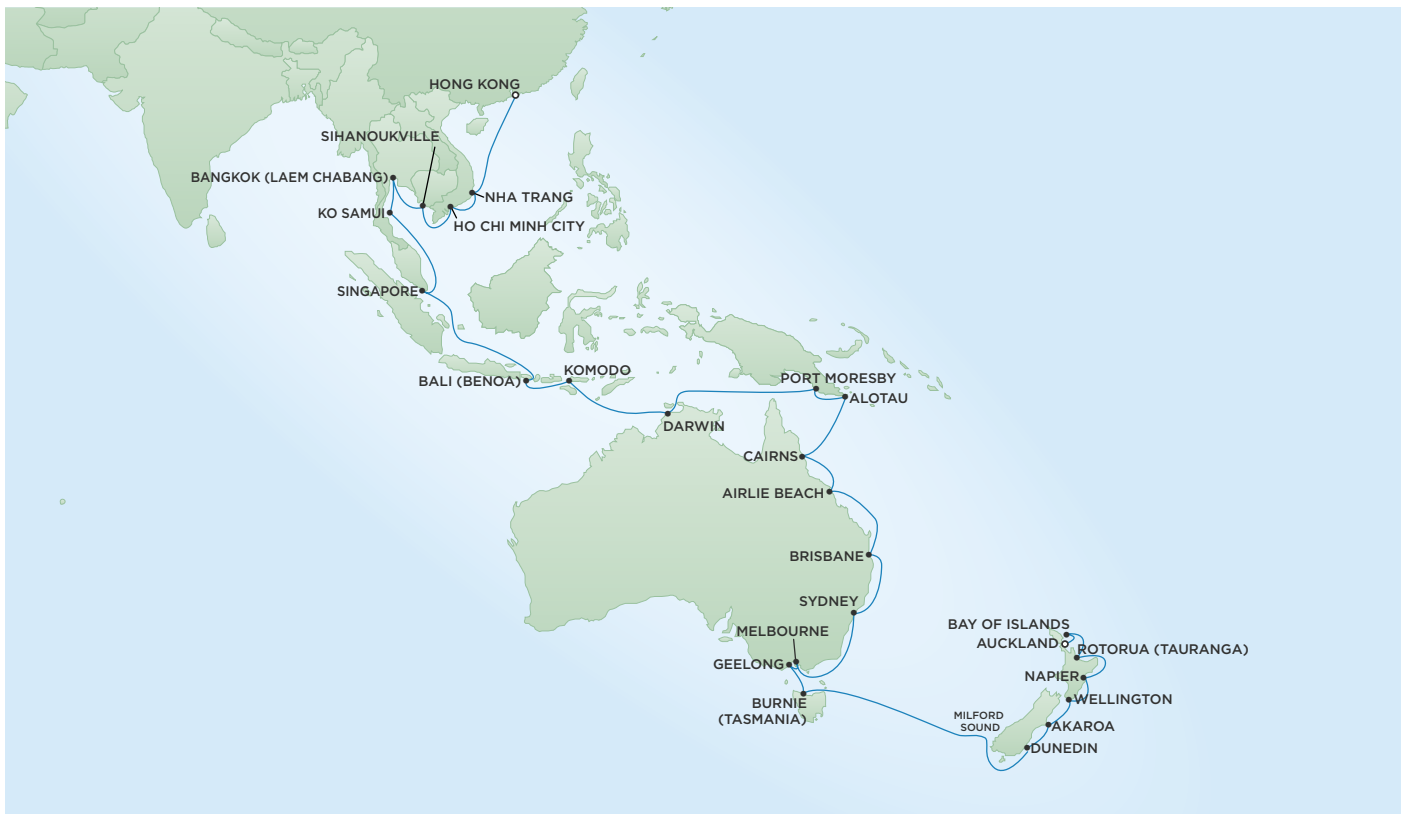 HONG KONG
SIHANOUKVILLE
BANGKOK (LAEM CHABANG)
NHA TRANG
KO SAMUI
HO CHI MINH CITY
SINGAPORE
KOMODO
BALI (BENOA)
PORT MORESBY
ALOTAU
DARWIN
CAIRNS
AIRLIE BEACH
BRISBANE
SYDNEY
BAY OF ISLANDS
MELBOURNE
AUCKLAND
ROTORUA (TAURANGA)
GEELONG
NAPIER
BURNIE
(TASMANIA)
WELLINGTON
MILFORD
SOUND
AKAROA
DUNEDIN